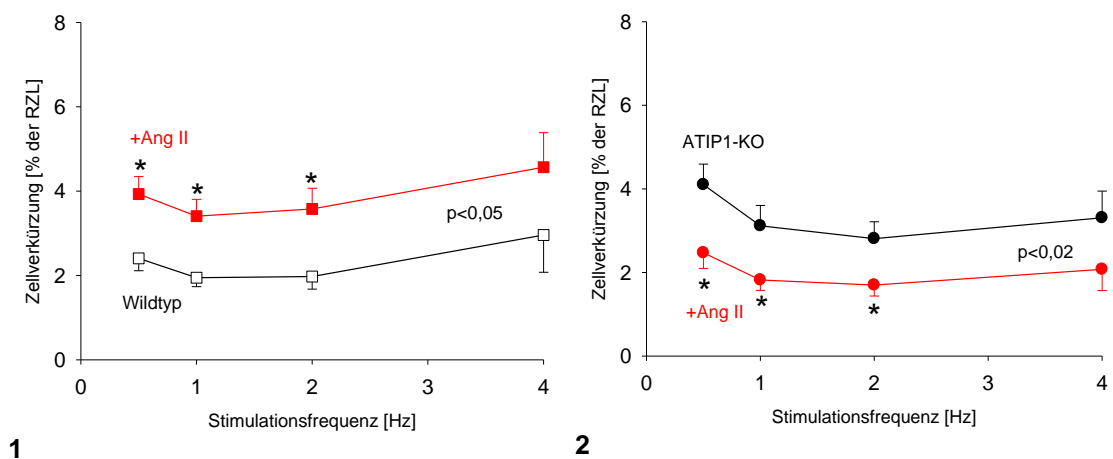 8
6
4
2
0
Zellverkürzung [% der RZL]
+Ang II
*
*
*
p<0,05
Wildtyp
0 1 2 3 4
Stimulationsfrequenz [Hz]
1
8
6
4
2
0
Zellverkürzung [% der RZL]
ATIP1-KO
p<0,02
*
*
*
+Ang II
0 1 2 3 4
Stimulationsfrequenz [Hz]
2